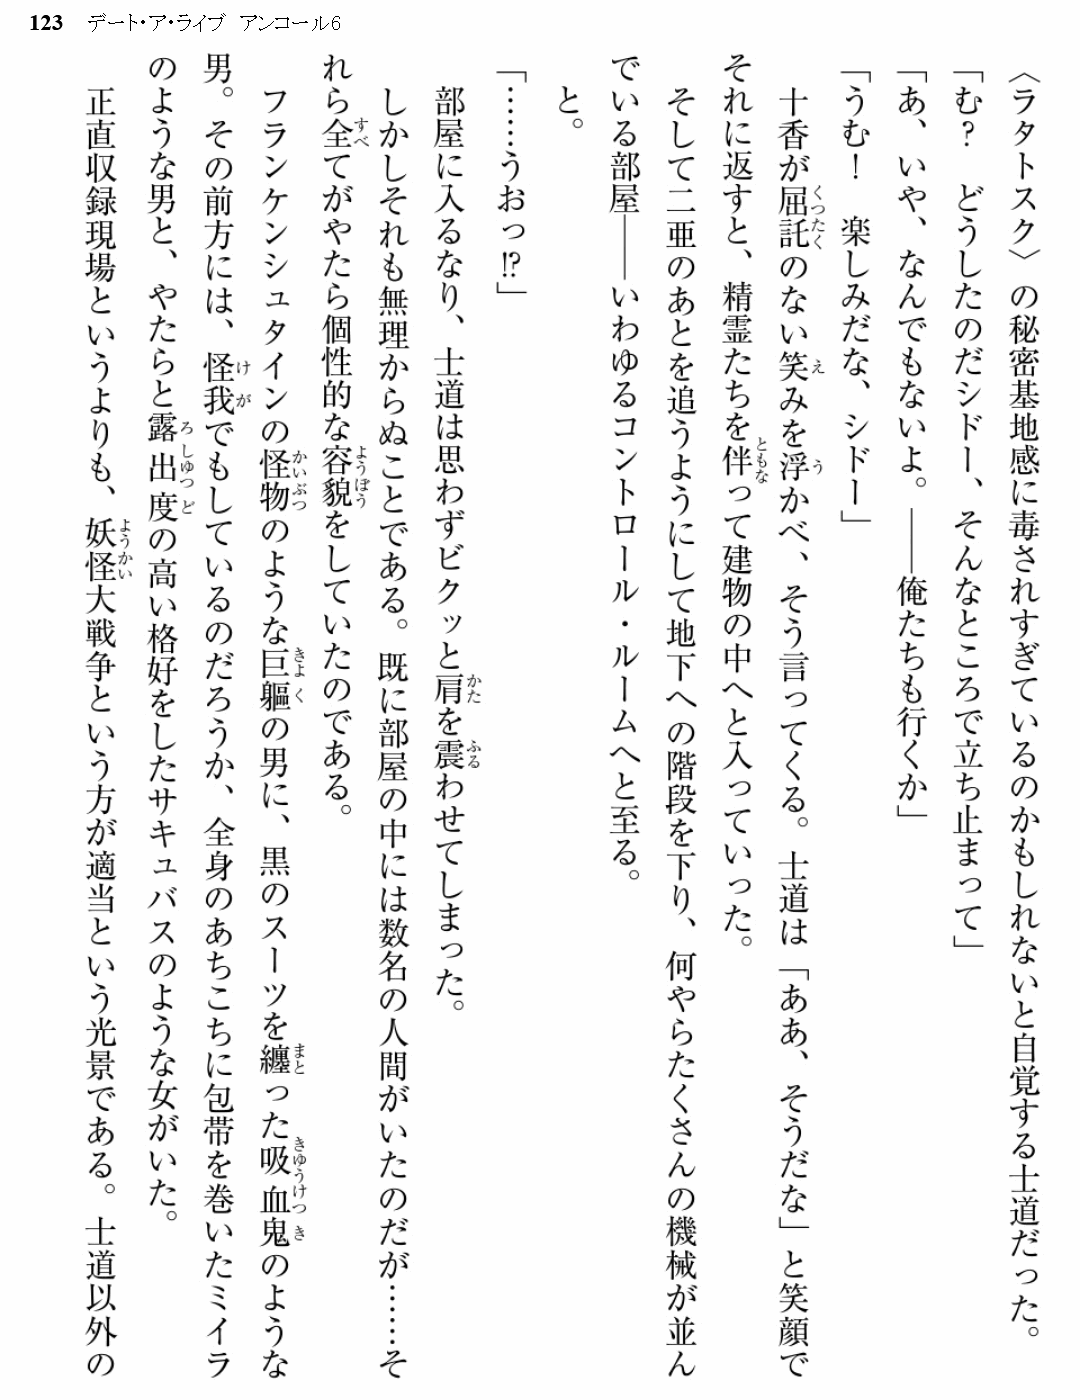 123 デート・ア・ライブ アンコール6
〈ラタトスク〉の秘密基地感に毒されすぎているのかもしれないと自覚する士道だった。
「む？　どうしたのだシドー、そんなところで立ち止まって」
「あ、いや、なんでもないよ。――俺たちも行くか」
「うむ！　楽しみだな、シドー」
　十香が屈託のない笑みを浮かべ、そう言ってくる。士道は「ああ、そうだな」と笑顔で
それに返すと、精霊たちを伴って建物の中へと入っていった。
　そして二亜のあとを追うようにして地下への階段を下り、何やらたくさんの機械が並ん
でいる部屋――いわゆるコントロール・ルームへと至る。
　と。
「……うおっ!?」
　部屋に入るなり、士道は思わずビクッと肩を震わせてしまった。
　しかしそれも無理からぬことである。既に部屋の中には数名の人間がいたのだが……そ
れら全てがやたら個性的な容貌をしていたのである。
　フランケンシュタインの怪物のような巨軀の男に、黒のスーツを纏った吸血鬼のような
男。その前方には、怪我でもしているのだろうか、全身のあちこちに包帯を巻いたミイラ
のような男と、やたらと露出度の高い格好をしたサキュバスのような女がいた。
　正直収録現場というよりも、妖怪大戦争という方が適当という光景である。士道以外の